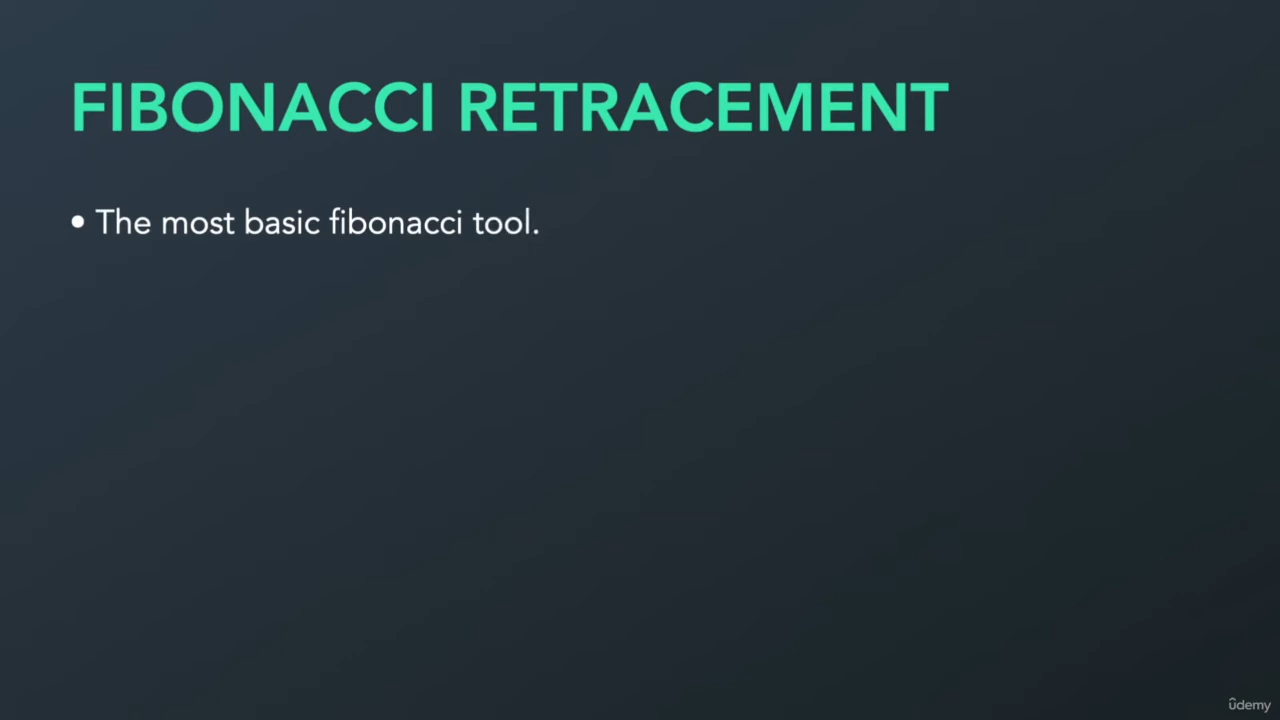 FIBONACCI RETRACEMENT
• The most basic fibonacci tool.
ûdemy